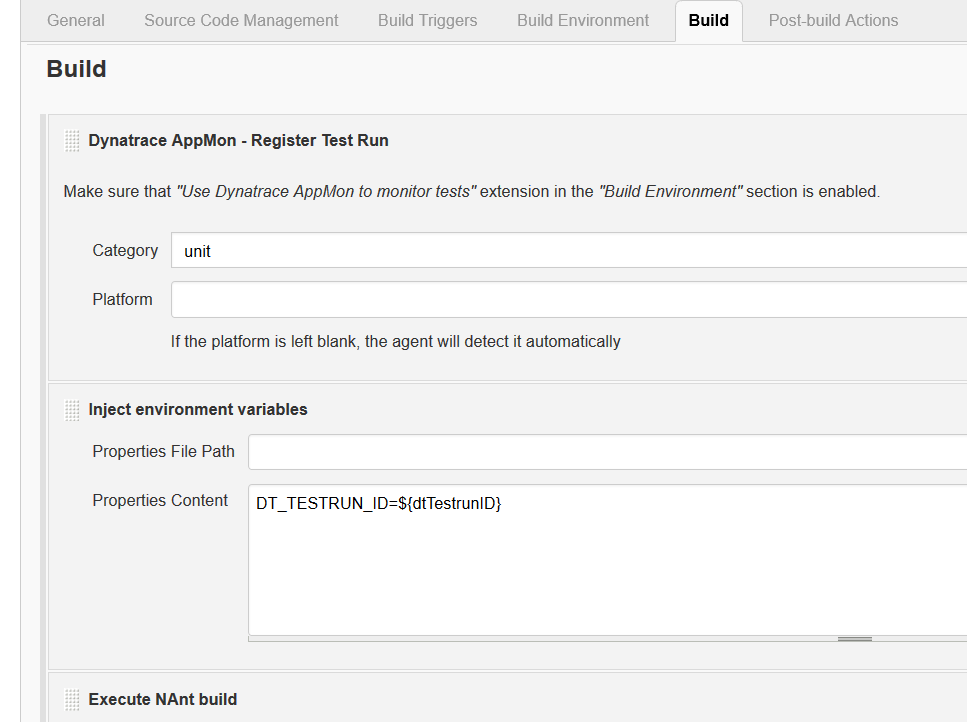 General Source Code Management Build Triggers Build Environment Build Post-build Actions
Build
Dynatrace AppMon - Register Test Run
Make sure that "Use Dynatrace AppMon to monitor tests" extension in the "Build Environment" section is enabled.
Category unit
Platform
If the platform is left blank, the agent will detect it automatically
Inject environment variables
Properties File Path
Properties Content DT_TESTRUN_ID=${dtTestrunID}
Execute NAnt build